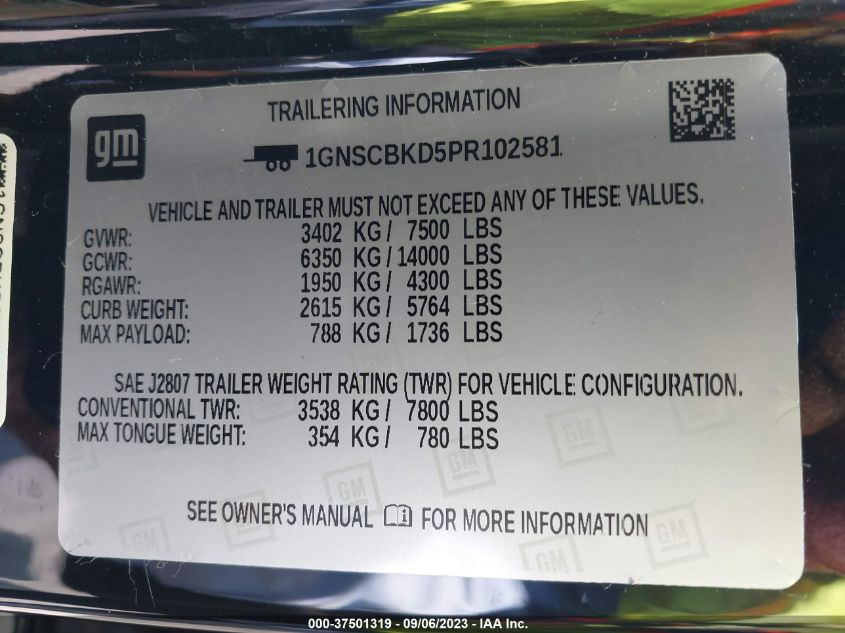 TRAILERING INFORMATION
gm
1GNSCBKD5PR102581
VEHICLE AND TRAILER MUST NOT EXCEED ANY OF THESE VALUES.
GVWR: 3402 KG / 7500 LBS
GCWR: 6350 KG / 14000 LBS
RGAWR: 1950 KG / 4300 LBS
CURB WEIGHT: 2615 KG / 5764 LBS
MAX PAYLOAD: 788 KG / 1736 LBS
SAE J2807 TRAILER WEIGHT RATING (TWR) FOR VEHICLE CONFIGURATION.
CONVENTIONAL TWR: 3538 KG / 7800 LBS
MAX TONGUE WEIGHT: 354 KG / 780 LBS
SEE OWNER'S MANUAL FOR MORE INFORMATION
000-37501319 - 09/06/2023 - IAA Inc.